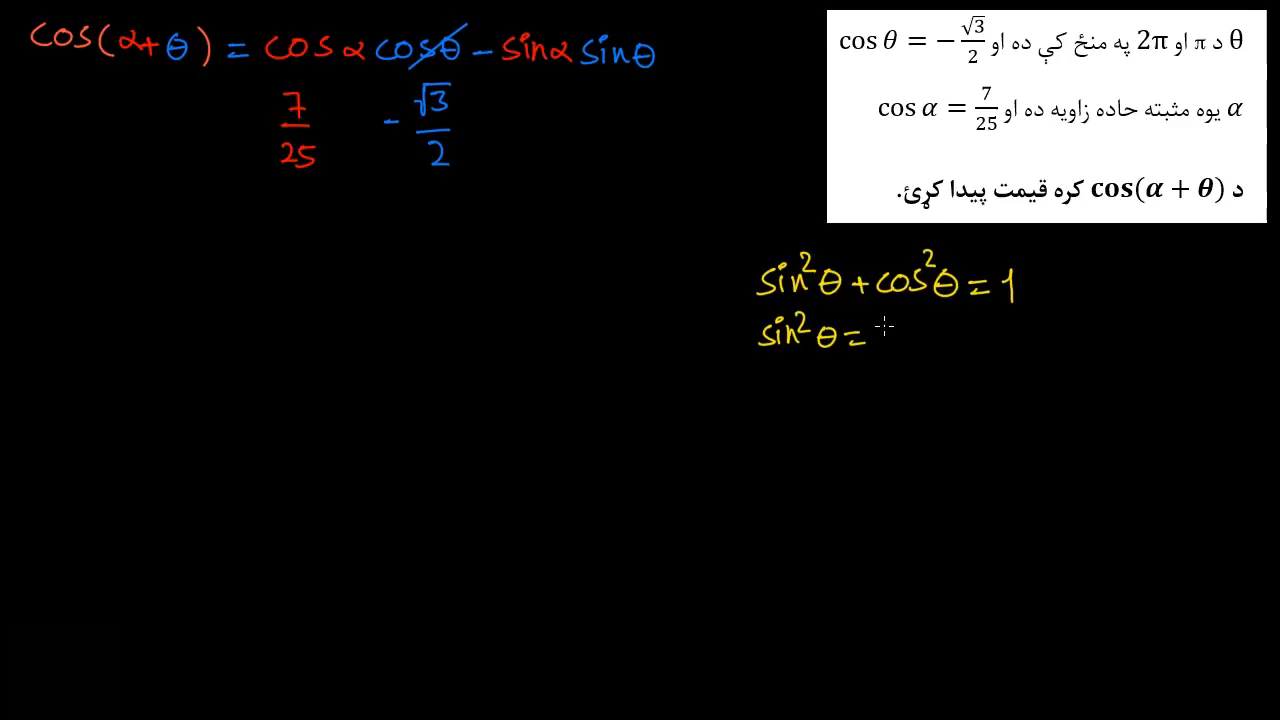 cos(α+θ) = cosα cosθ - sinα sinθ
7/25 -√3/2
θ د π او 2π په منځ کې ده او cos θ = −√3/2
α یوه مثبته حاده زاویه ده او cos α = 7/25
د cos(α + θ) کره قیمت پیدا کړئ.
sin²θ + cos²θ = 1
sin²θ =